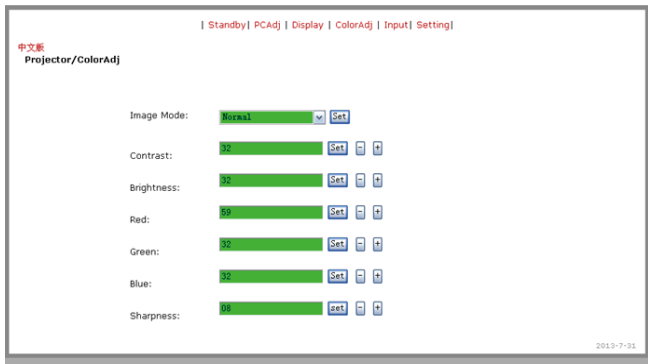 | Standby| PCAdj | Display | ColorAdj | Input| Setting|
中文版
Projector/ColorAdj
Image Mode: Normal Set
Contrast: 32 Set - +
Brightness: 32 Set - +
Red: 59 Set - +
Green: 32 Set - +
Blue: 32 Set - +
Sharpness: 08 set - +
2013-7-31